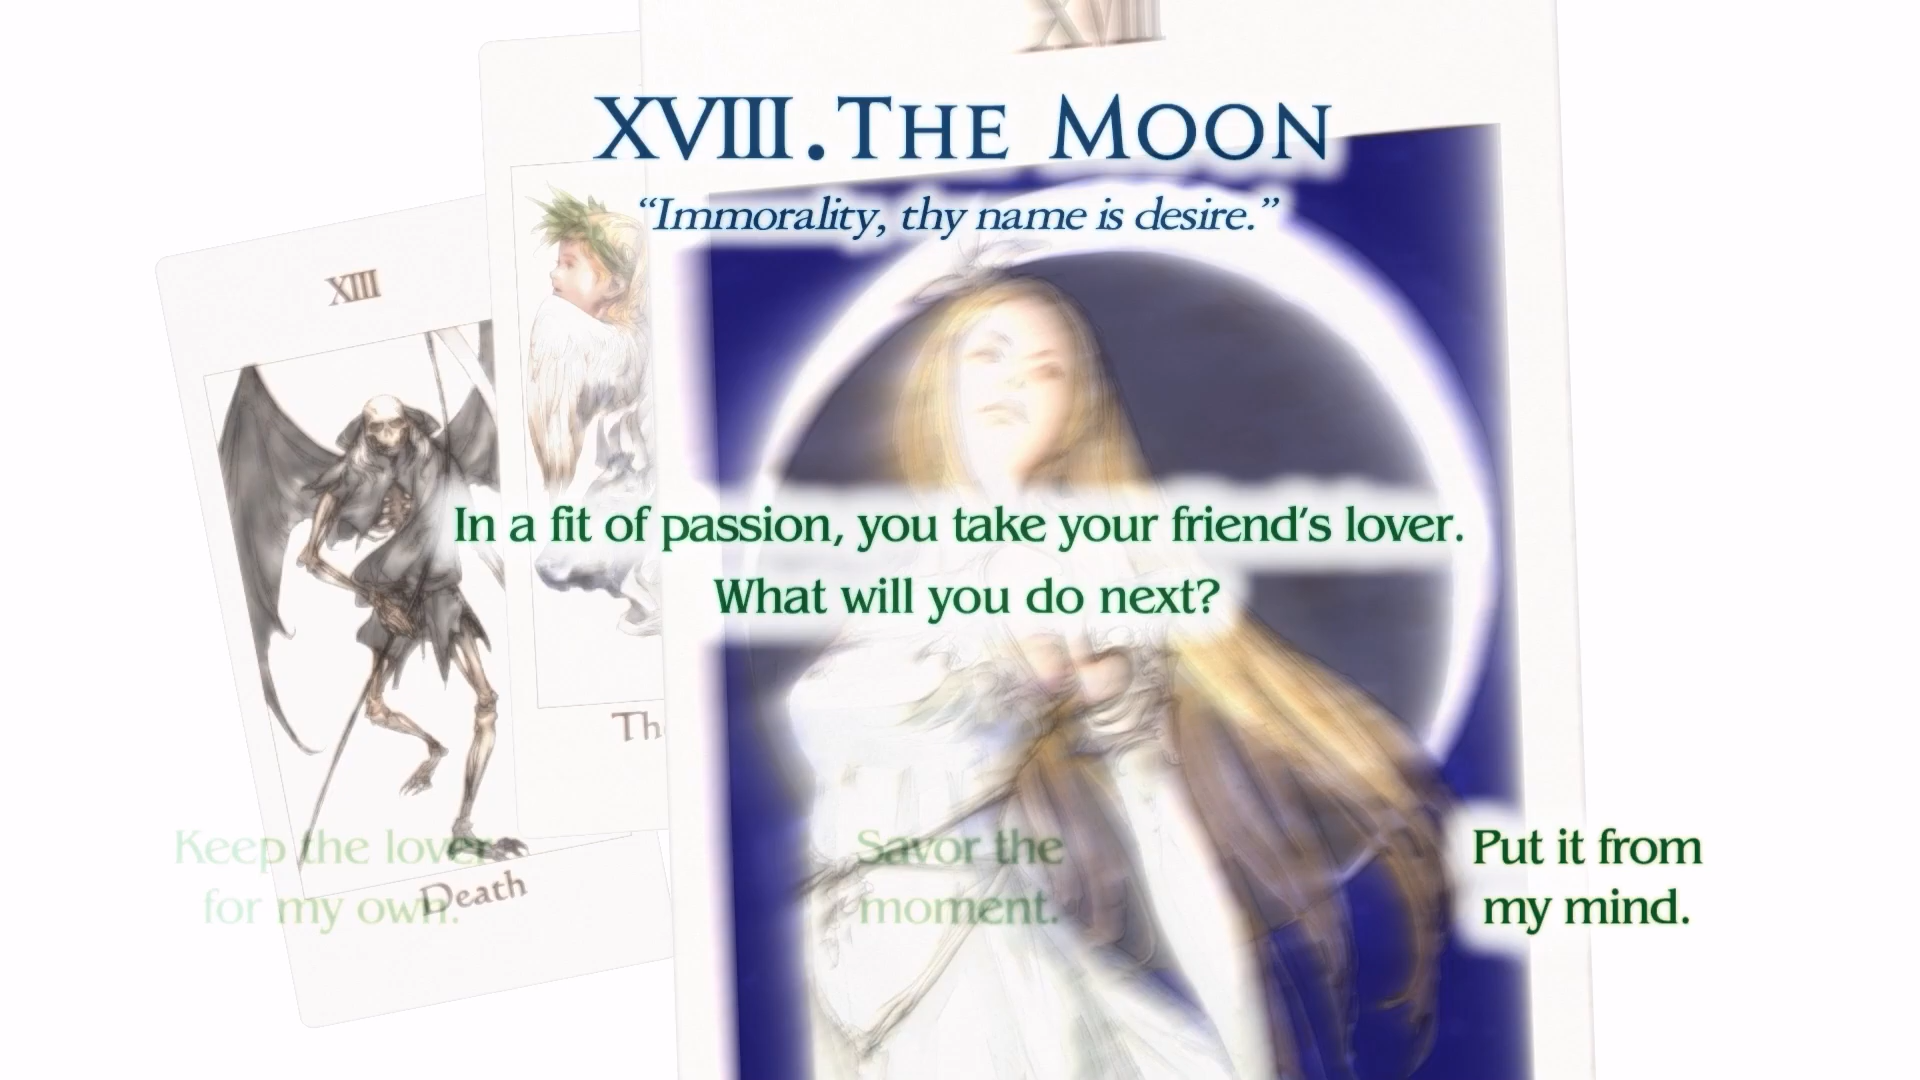 XVIII
XVIII. THE MOON
“Immorality, thy name is desire.”
XIII
In a fit of passion, you take your friend’s lover.
What will you do next?
Th
Keep the lover
for my own.
Death
Savor the
moment.
Put it from
my mind.